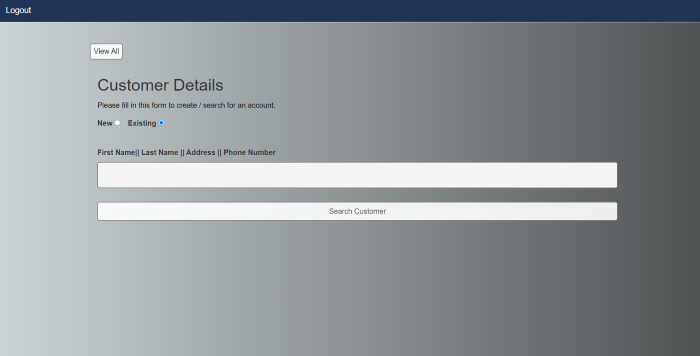 Logout
View All
Customer Details
Please fill in this form to create / search for an account.
New Existing
First Name|| Last Name || Address || Phone Number
Search Customer